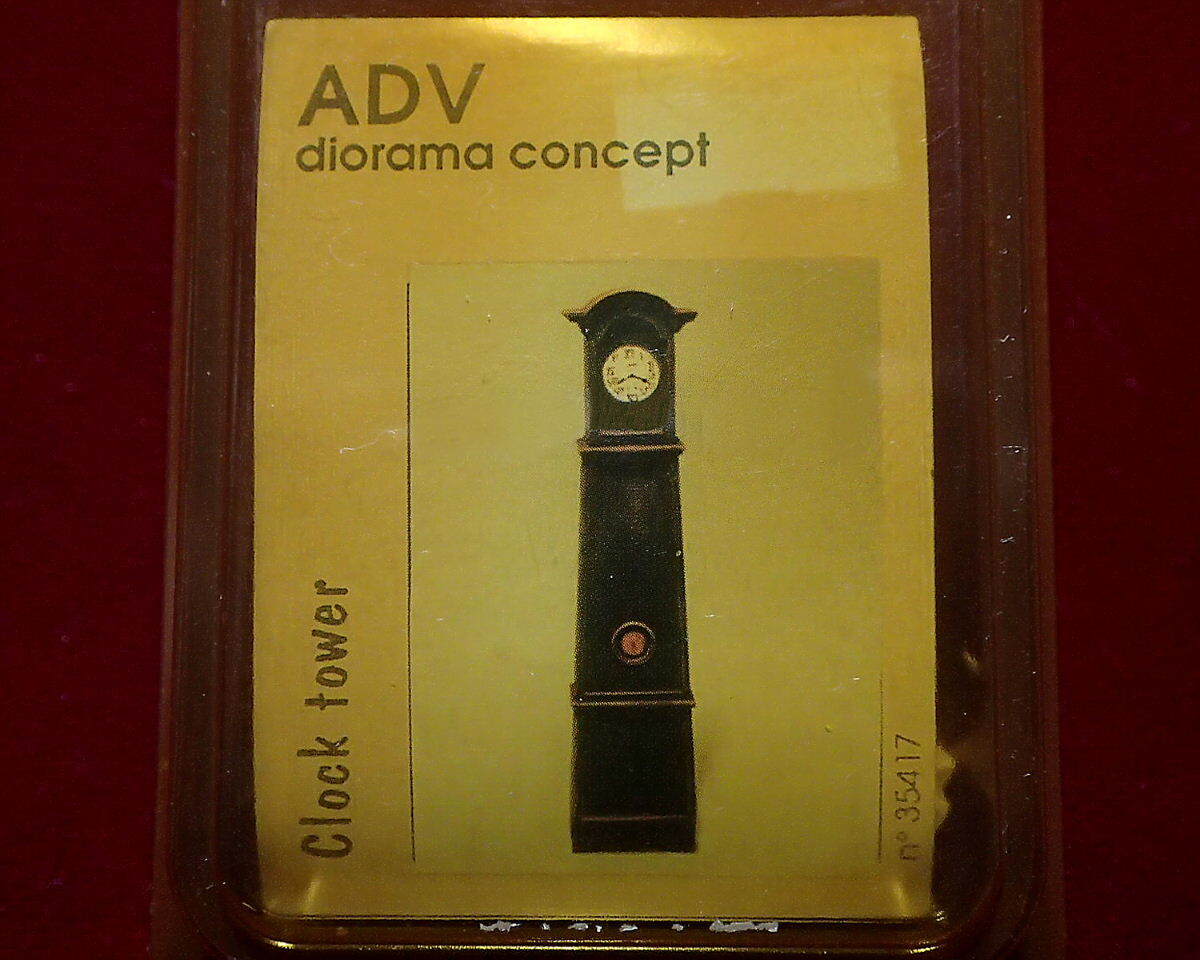 ADV
diorama concept
Clock tower
n° 35417